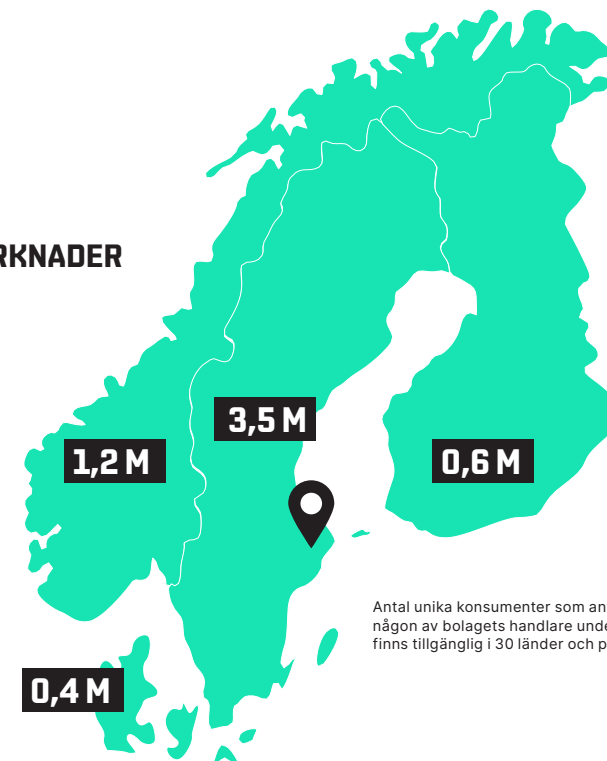 RKNADER
3,5 M
1,2 M
0,6 M
Antal unika konsumenter som an
någon av bolagets handlare unde
finns tillgänglig i 30 länder och p
0,4 M